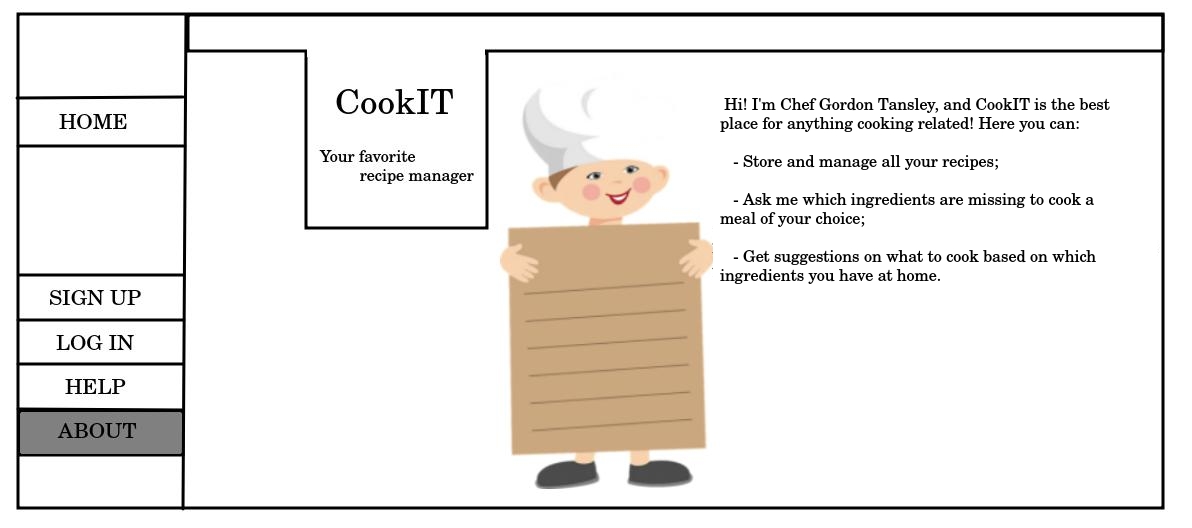 HOME
SIGN UP
LOG IN
HELP
ABOUT
CookIT
Your favorite
recipe manager
Hi! I'm Chef Gordon Tansley, and CookIT is the best
place for anything cooking related! Here you can:
- Store and manage all your recipes;
- Ask me which ingredients are missing to cook a
meal of your choice;
- Get suggestions on what to cook based on which
ingredients you have at home.